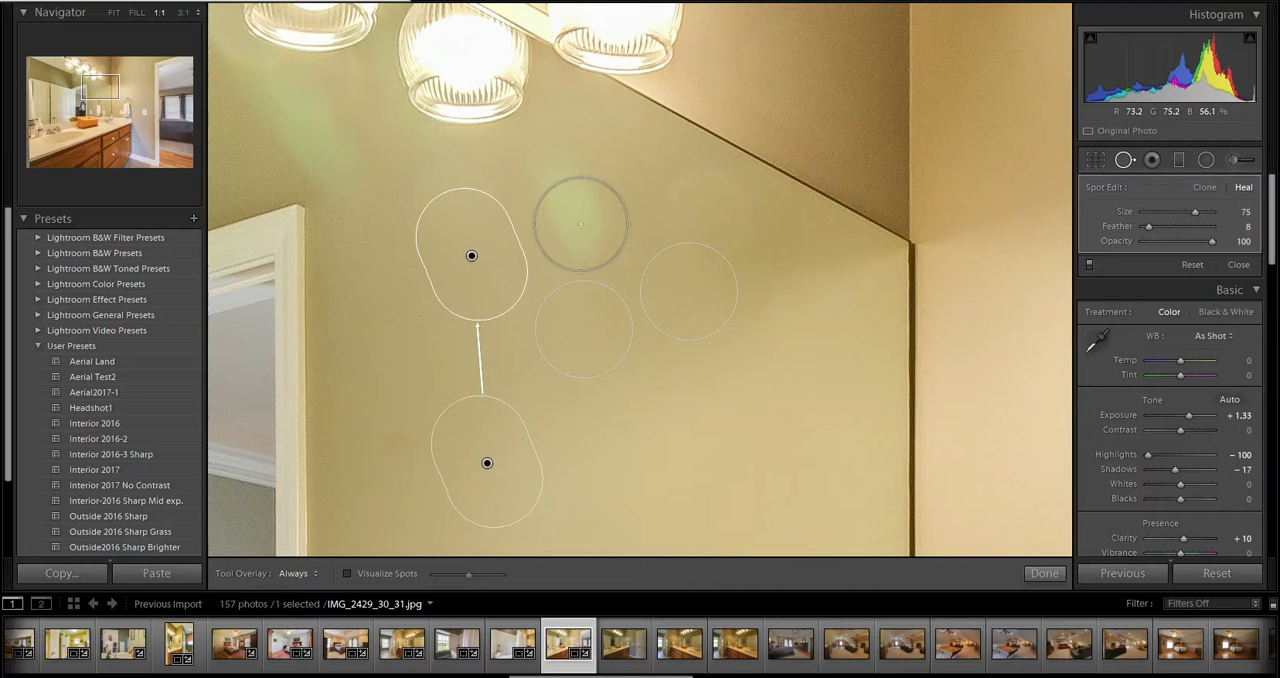 Navigator FIT FILL 1:1 3:1
Presets +
Lightroom B&W Filter Presets
Lightroom B&W Presets
Lightroom B&W Toned Presets
Lightroom Color Presets
Lightroom Effect Presets
Lightroom General Presets
Lightroom Video Presets
User Presets
Aerial Land
Aerial Test2
Aerial2017-1
Headshot1
Interior 2016
Interior 2016-2
Interior 2016-3 Sharp
Interior 2017
Interior 2017 No Contrast
Interior-2016 Sharp Mid exp.
Outside 2016 Sharp
Outside 2016 Sharp Grass
Outside2016 Sharp Brighter
Copy... Paste
Tool Overlay: Always Visualize Spots Done
Histogram
R 73.2 G 75.2 B 56.1 %
Original Photo
Spot Edit: Clone Heal
Size 75
Feather 8
Opacity 100
Reset Close
Basic
Treatment: Color Black & White
WB: As Shot
Temp 0
Tint 0
Tone Auto
Exposure + 1.33
Contrast 0
Highlights − 100
Shadows − 17
Whites 0
Blacks 0
Presence
Clarity + 10
Vibrance 0
Previous Reset
1 2 Previous Import 157 photos / 1 selected / IMG_2429_30_31.jpg Filter: Filters Off